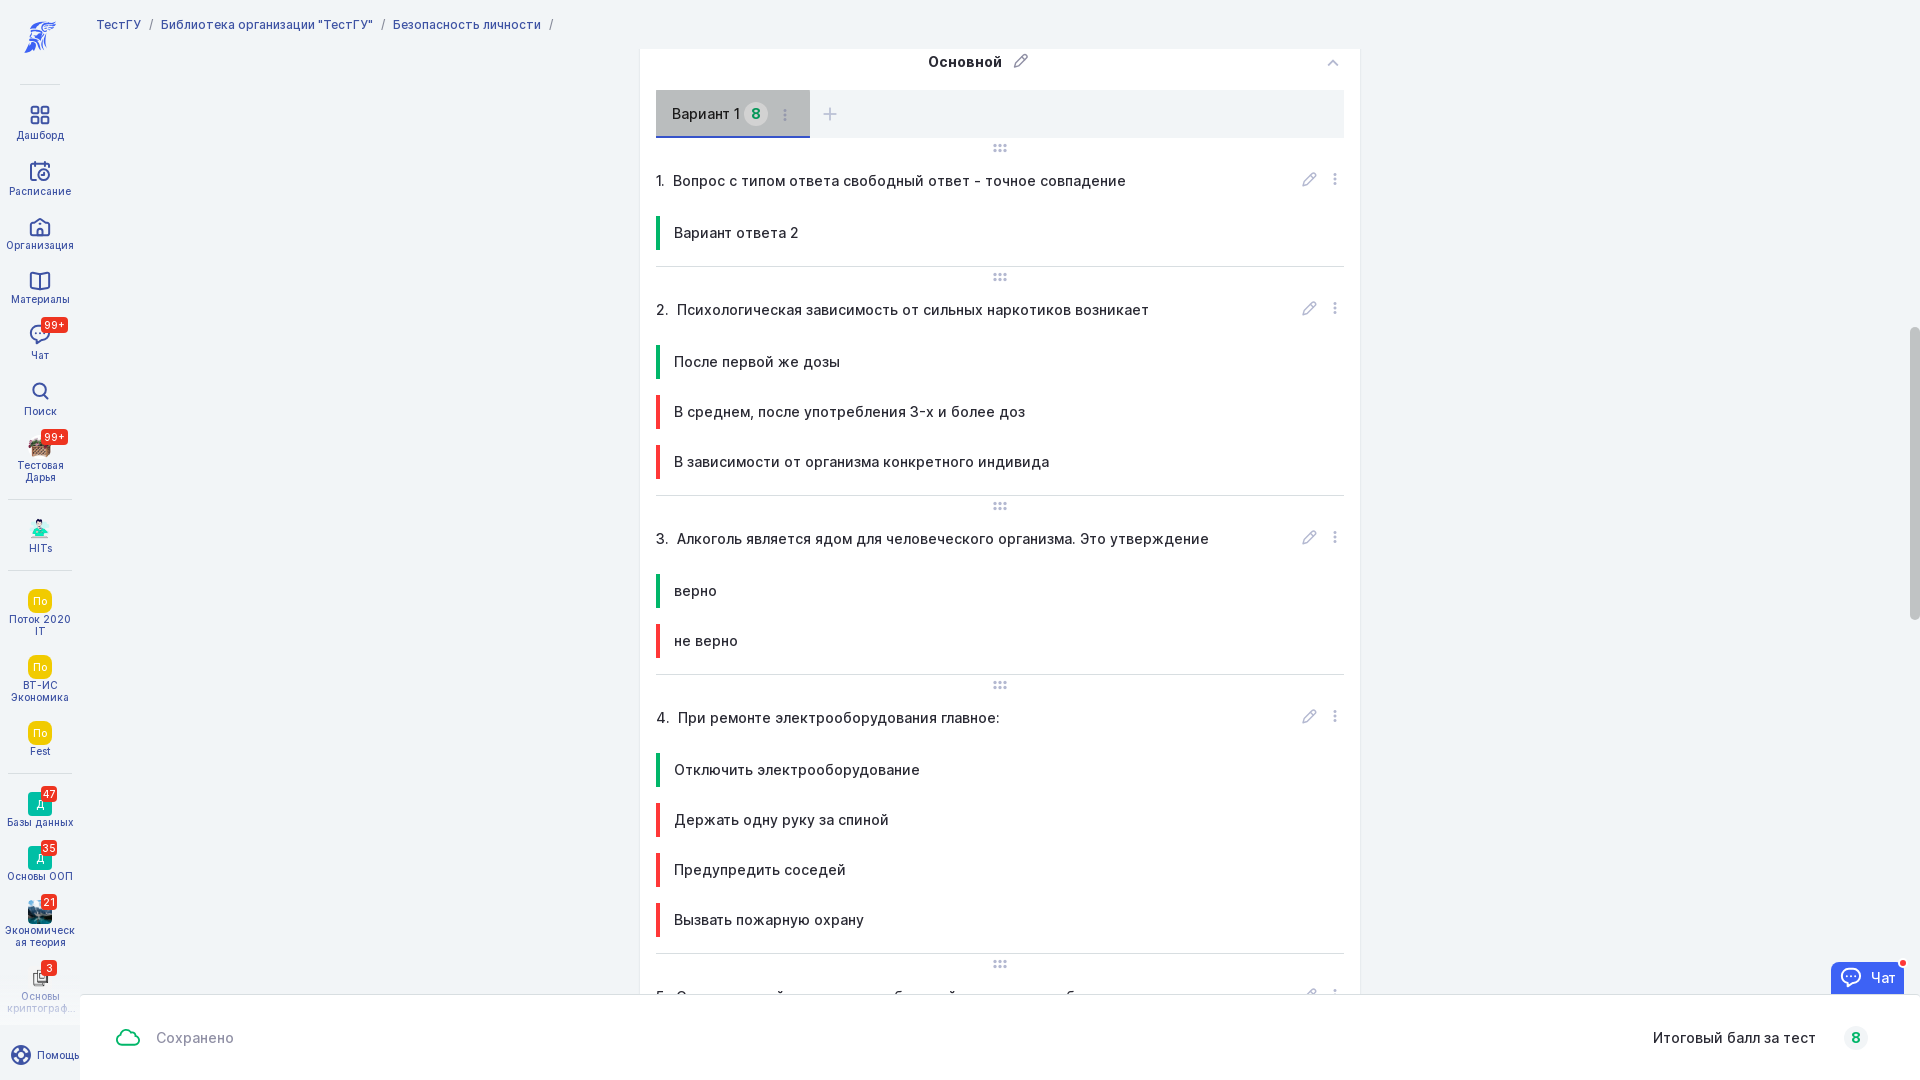 ТестГУ / Библиотека организации "ТестГУ" / Безопасность личности /
Дашборд
Расписание
Организация
Материалы
99+
Чат
Поиск
99+
Тестовая
Дарья
HITs
По
Поток 2020
IT
По
ВТ-ИС
Экономика
По
Fest
47
Д
Базы данных
35
Д
Основы ООП
21
Экономическ
ая теория
3
Основы
криптограф...
Помощь
Основной
Вариант 1 8
1. Вопрос с типом ответа свободный ответ - точное совпадение
Вариант ответа 2
2. Психологическая зависимость от сильных наркотиков возникает
После первой же дозы
В среднем, после употребления 3-х и более доз
В зависимости от организма конкретного индивида
3. Алкоголь является ядом для человеческого организма. Это утверждение
верно
не верно
4. При ремонте электрооборудования главное:
Отключить электрооборудование
Держать одну руку за спиной
Предупредить соседей
Вызвать пожарную охрану
Чат
Сохранено
Итоговый балл за тест 8